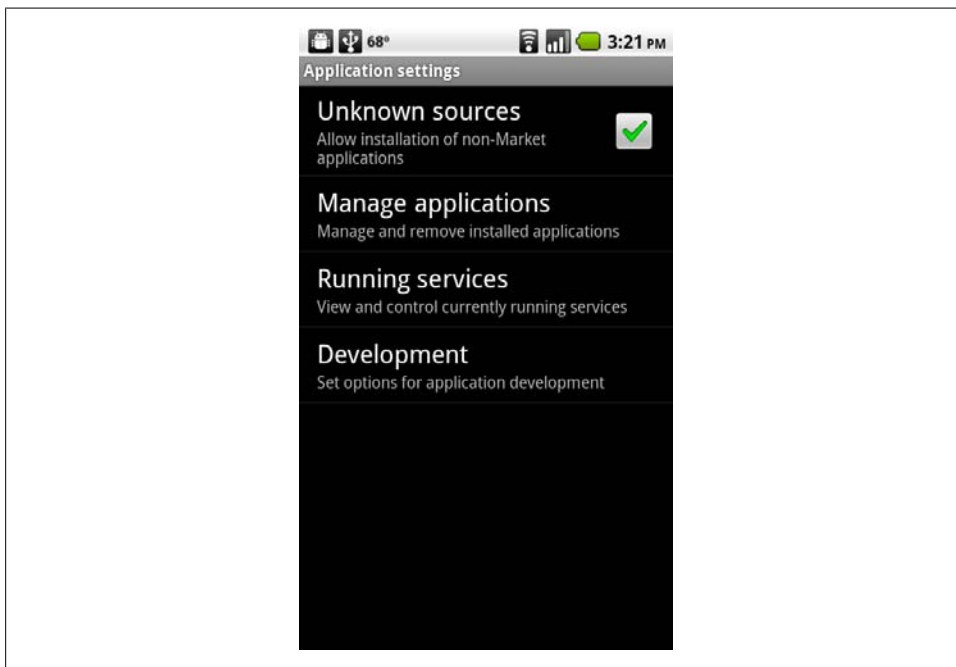 68°
3:21 PM
Application settings
Unknown sources
Allow installation of non-Market
applications
Manage applications
Manage and remove installed applications
Running services
View and control currently running services
Development
Set options for application development